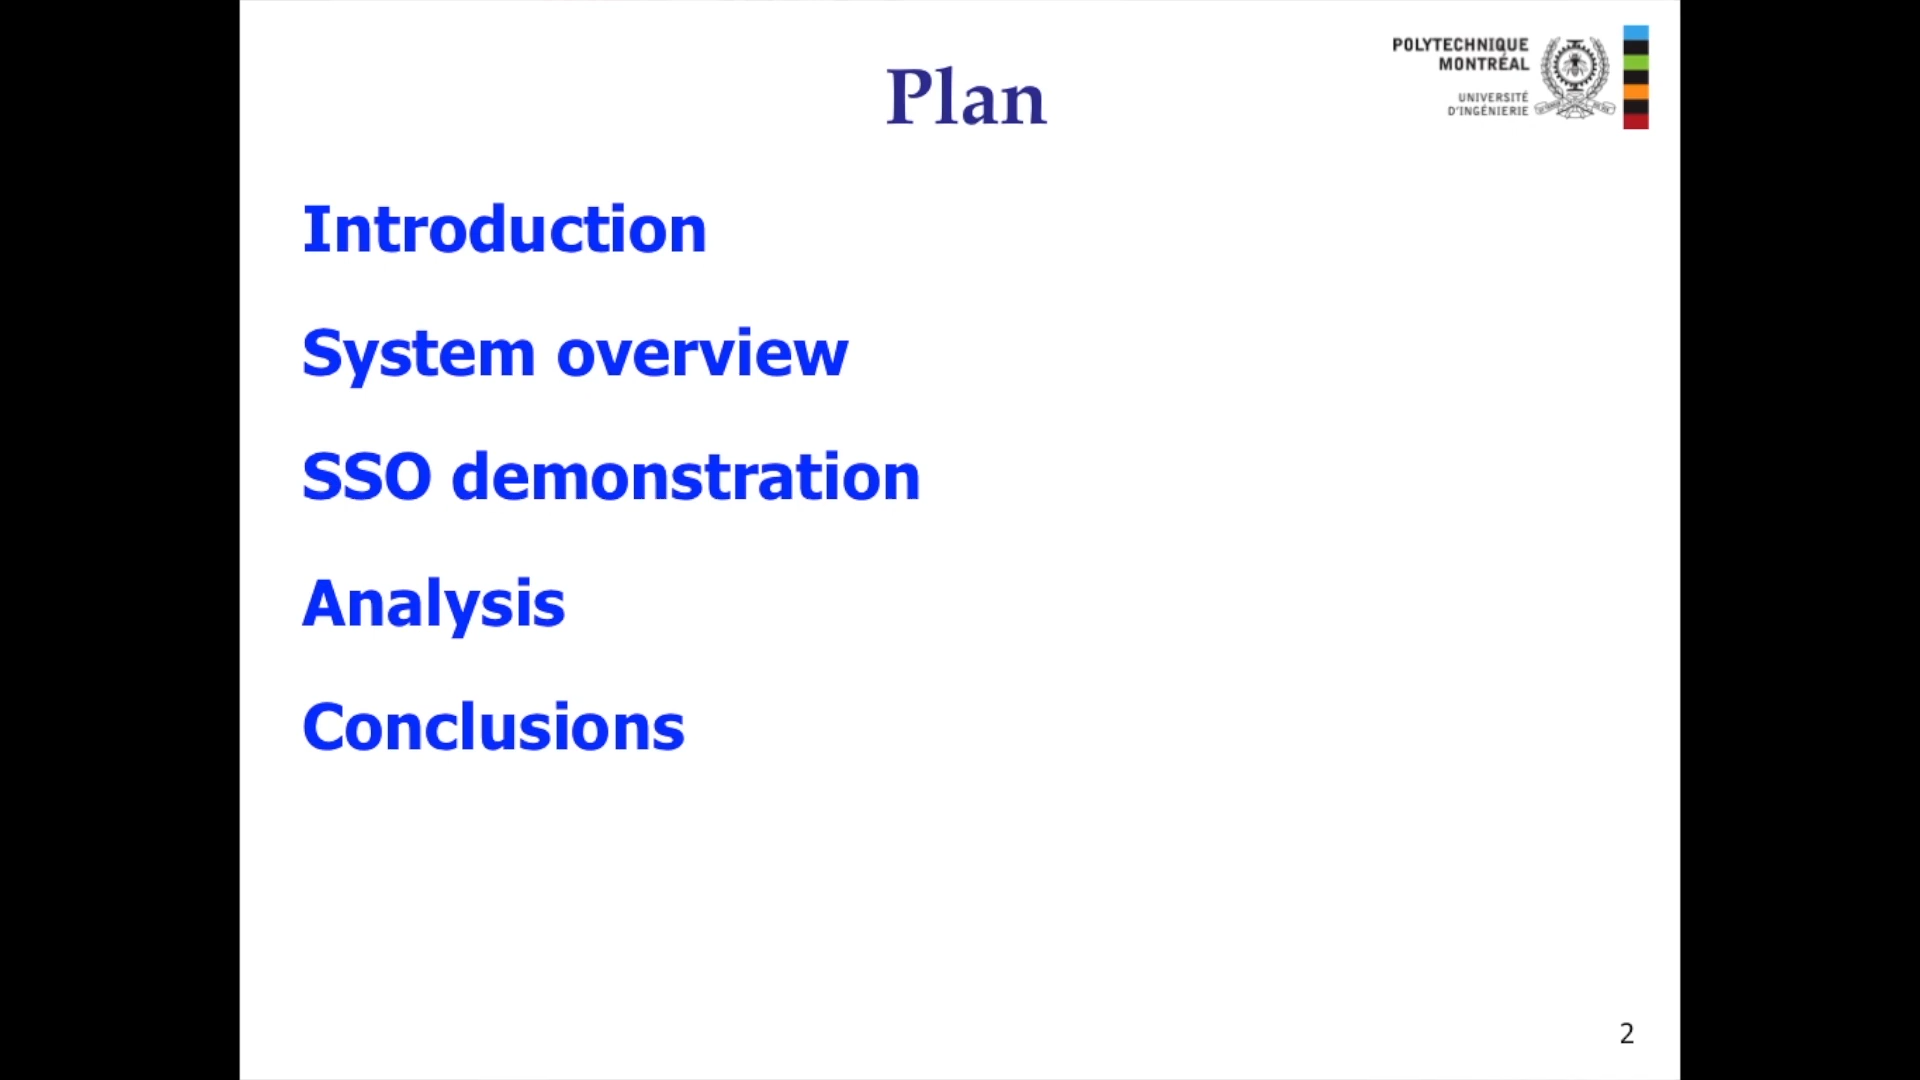 Plan
POLYTECHNIQUE
MONTRÉAL
UNIVERSITÉ
D'INGÉNIERIE
Introduction
System overview
SSO demonstration
Analysis
Conclusions
2